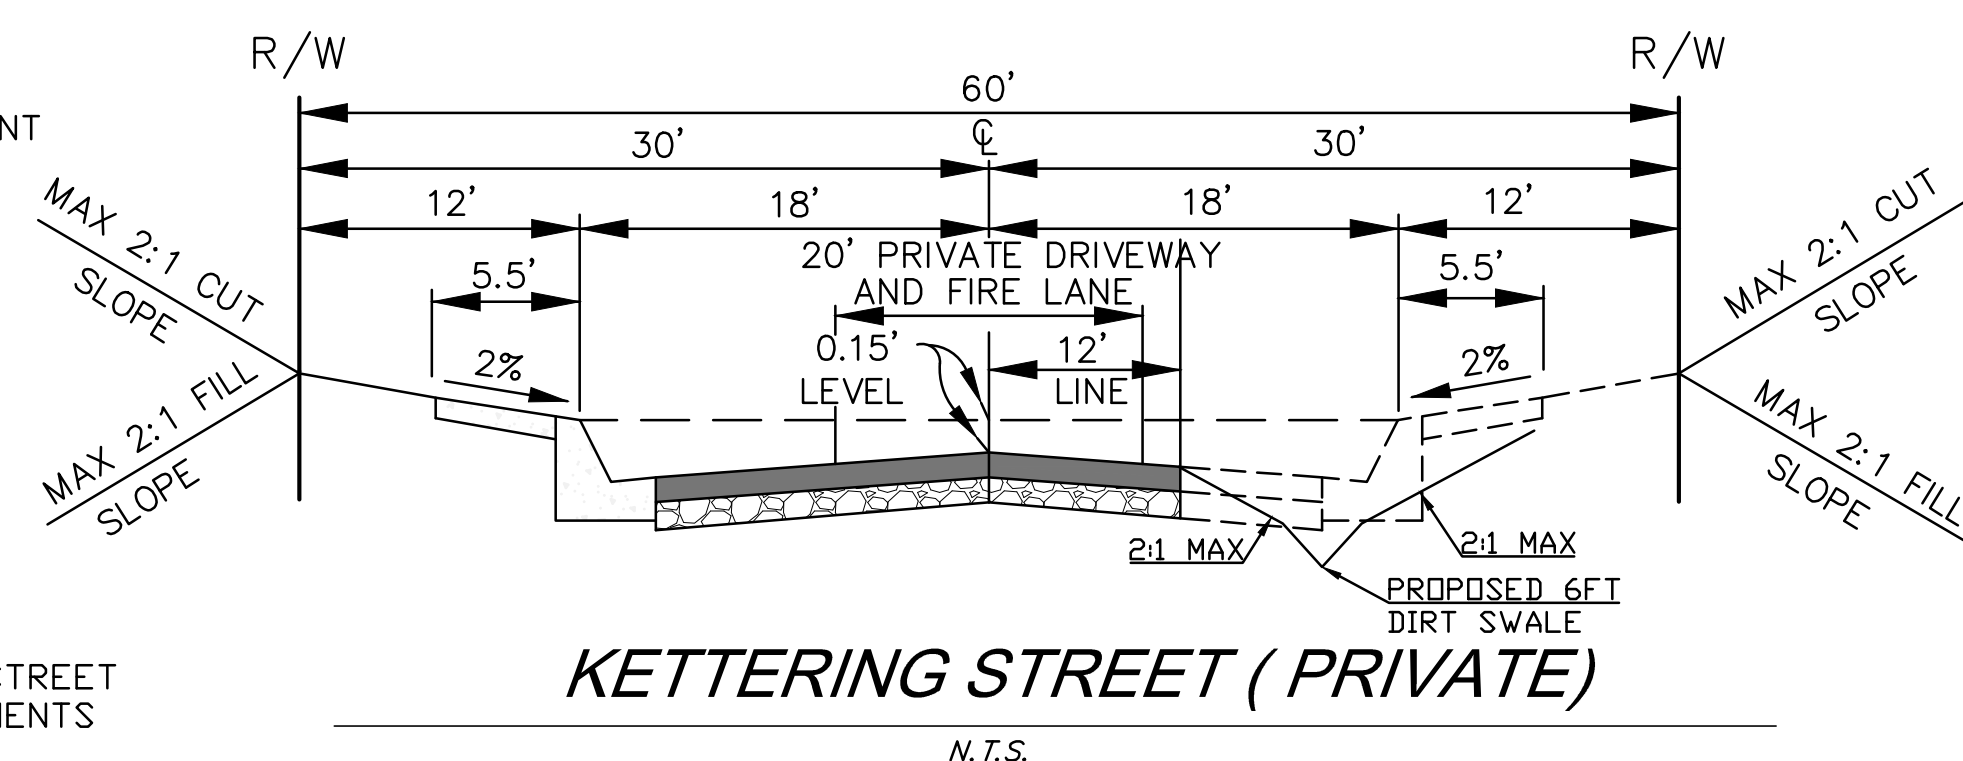 R/W
R/W
60'
NT
30'
℄
30'
12'
18'
18'
12'
MAX 2:1 CUT
SLOPE
MAX 2:1 CUT
SLOPE
20' PRIVATE DRIVEWAY
AND FIRE LANE
5.5'
5.5'
0.15'
LEVEL
12'
LINE
2%
2%
MAX 2:1 FILL
SLOPE
MAX 2:1 FILL
SLOPE
2:1 MAX
2:1 MAX
PROPOSED 6FT
DIRT SWALE
KETTERING STREET ( PRIVATE)
STREET
MENTS
N.T.S.